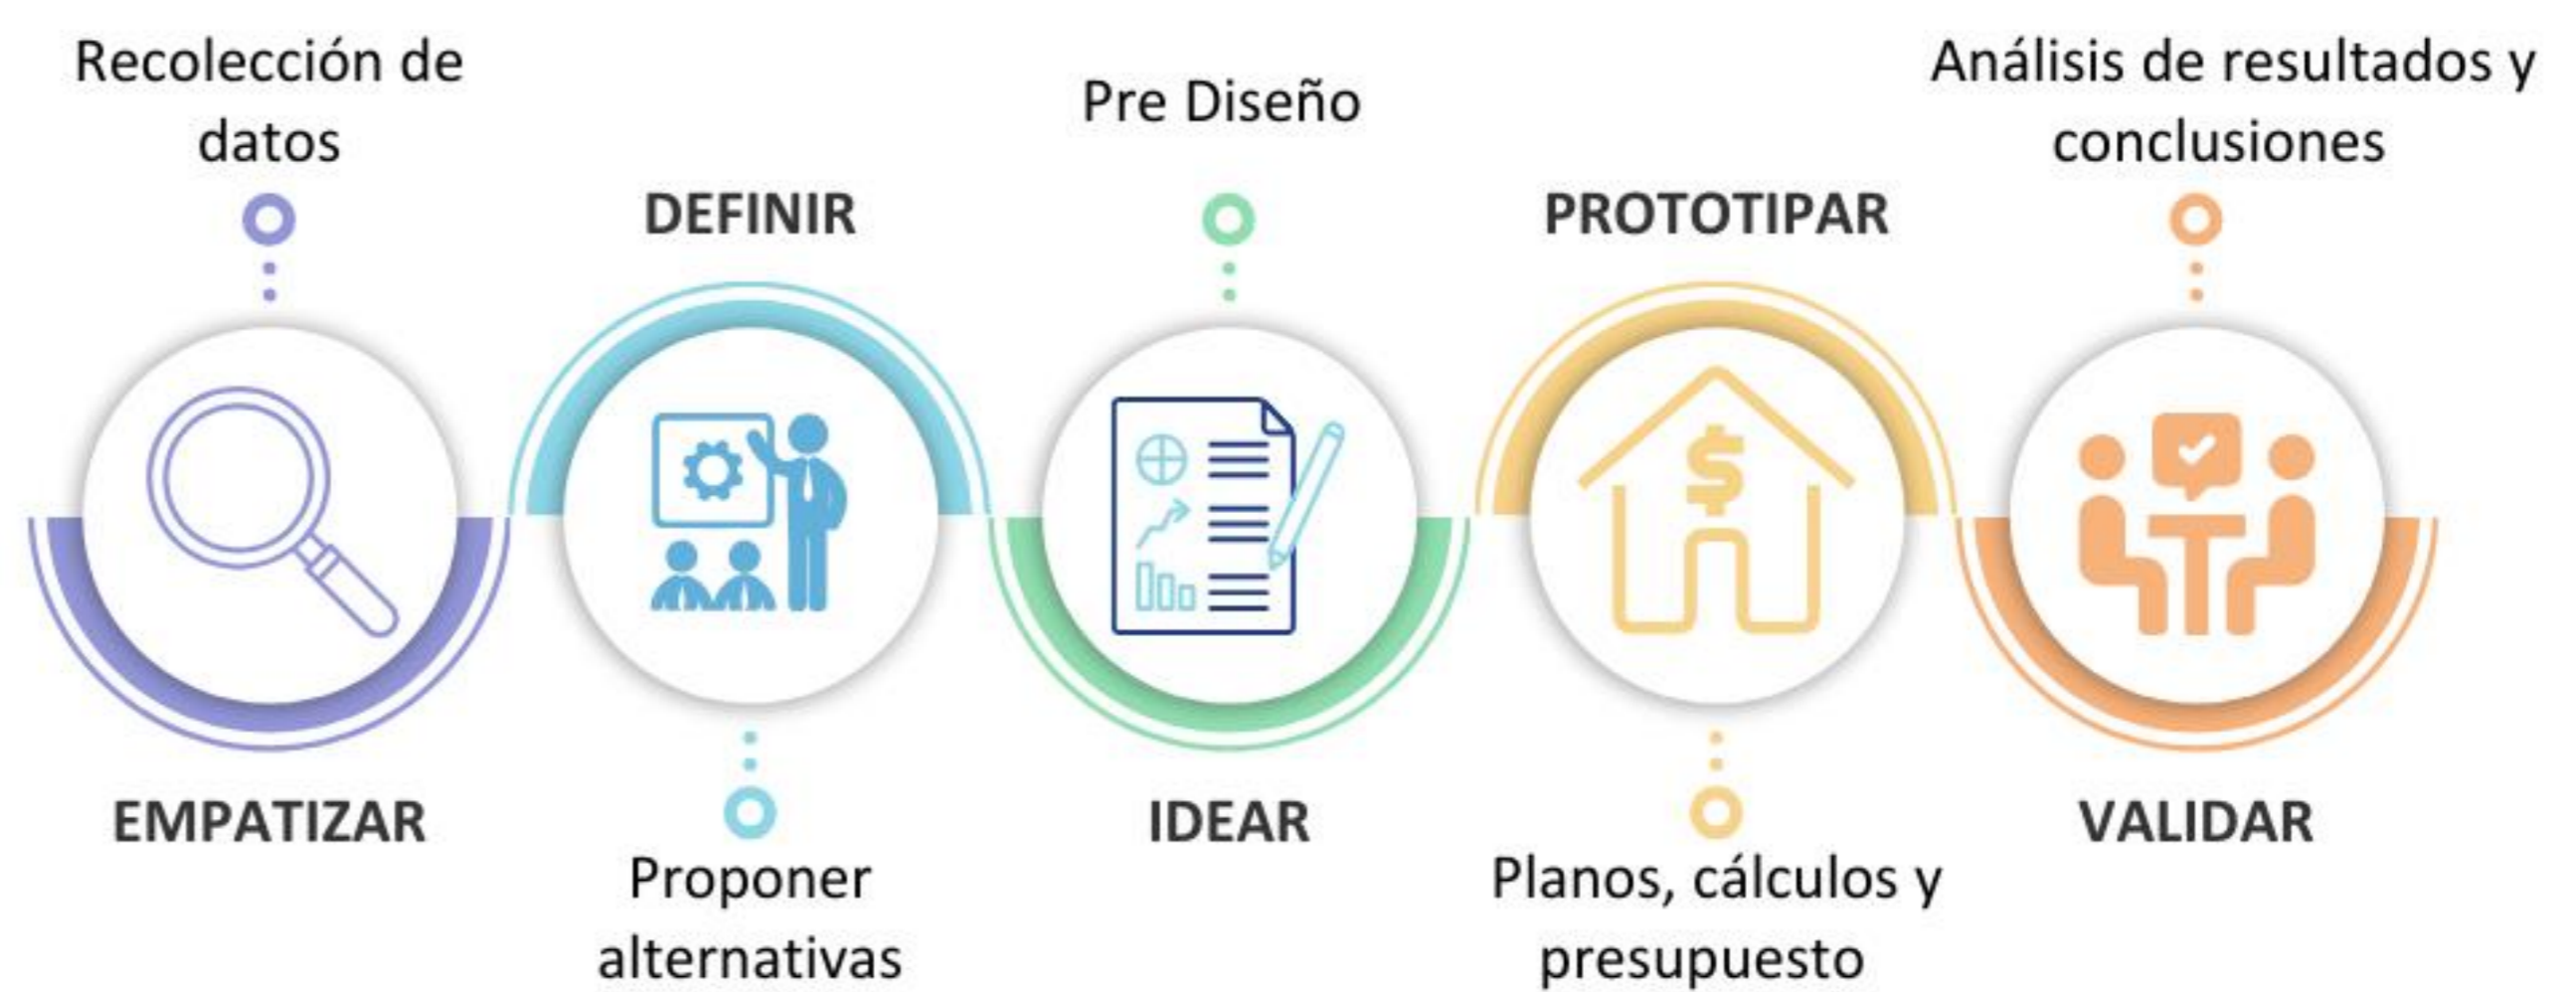 Recolección de
datos
EMPATIZAR
DEFINIR
Proponer
alternativas
Pre Diseño
IDEAR
PROTOTIPAR
$
Planos, cálculos y
presupuesto
Análisis de resultados y
conclusiones
VALIDAR